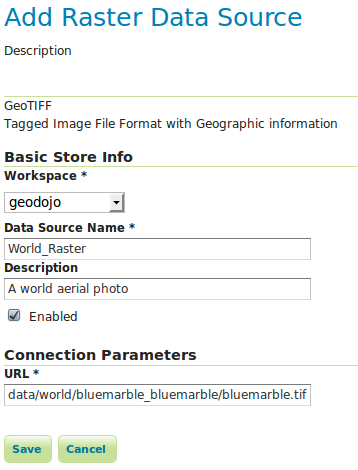 Add Raster Data Source
Description
GeoTIFF
Tagged Image File Format with Geographic information
Basic Store Info
Workspace *
geodojo
Data Source Name *
World_Raster
Description
A world aerial photo
Enabled
Connection Parameters
URL *
data/world/bluemarble_bluemarble/bluemarble.tif
Save Cancel